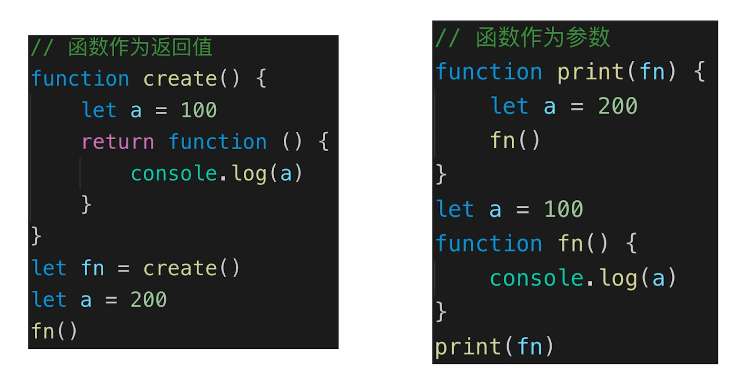 // 函数作为返回值
function create() {
    let a = 100
    return function () {
        console.log(a)
    }
}
let fn = create()
let a = 200
fn()
// 函数作为参数
function print(fn) {
    let a = 200
    fn()
}
let a = 100
function fn() {
    console.log(a)
}
print(fn)